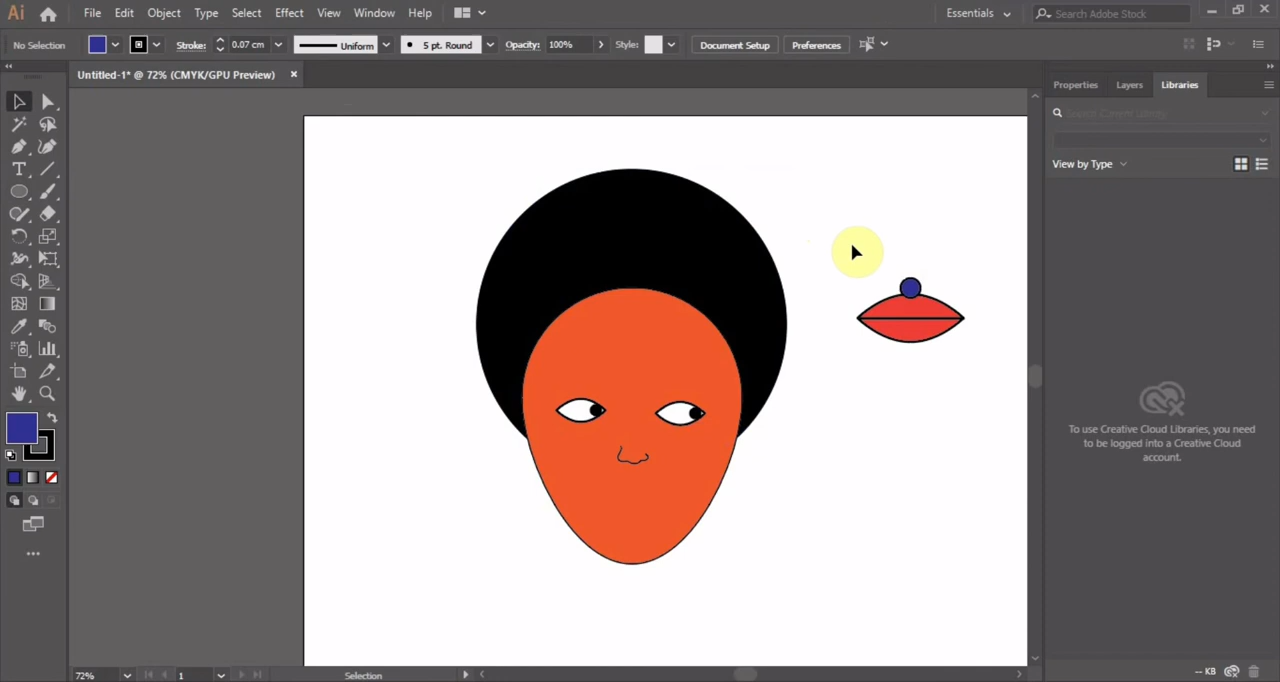 Ai File Edit Object Type Select Effect View Window Help Essentials Search Adobe Stock
No Selection Stroke: 0.07 cm Uniform 5 pt. Round Opacity: 100% Style: Document Setup Preferences
Untitled-1* @ 72% (CMYK/GPU Preview)
Properties Layers Libraries
Search Current Library
View by Type
To use Creative Cloud Libraries, you need
to be logged into a Creative Cloud
account.
72% 1 Selection -- KB